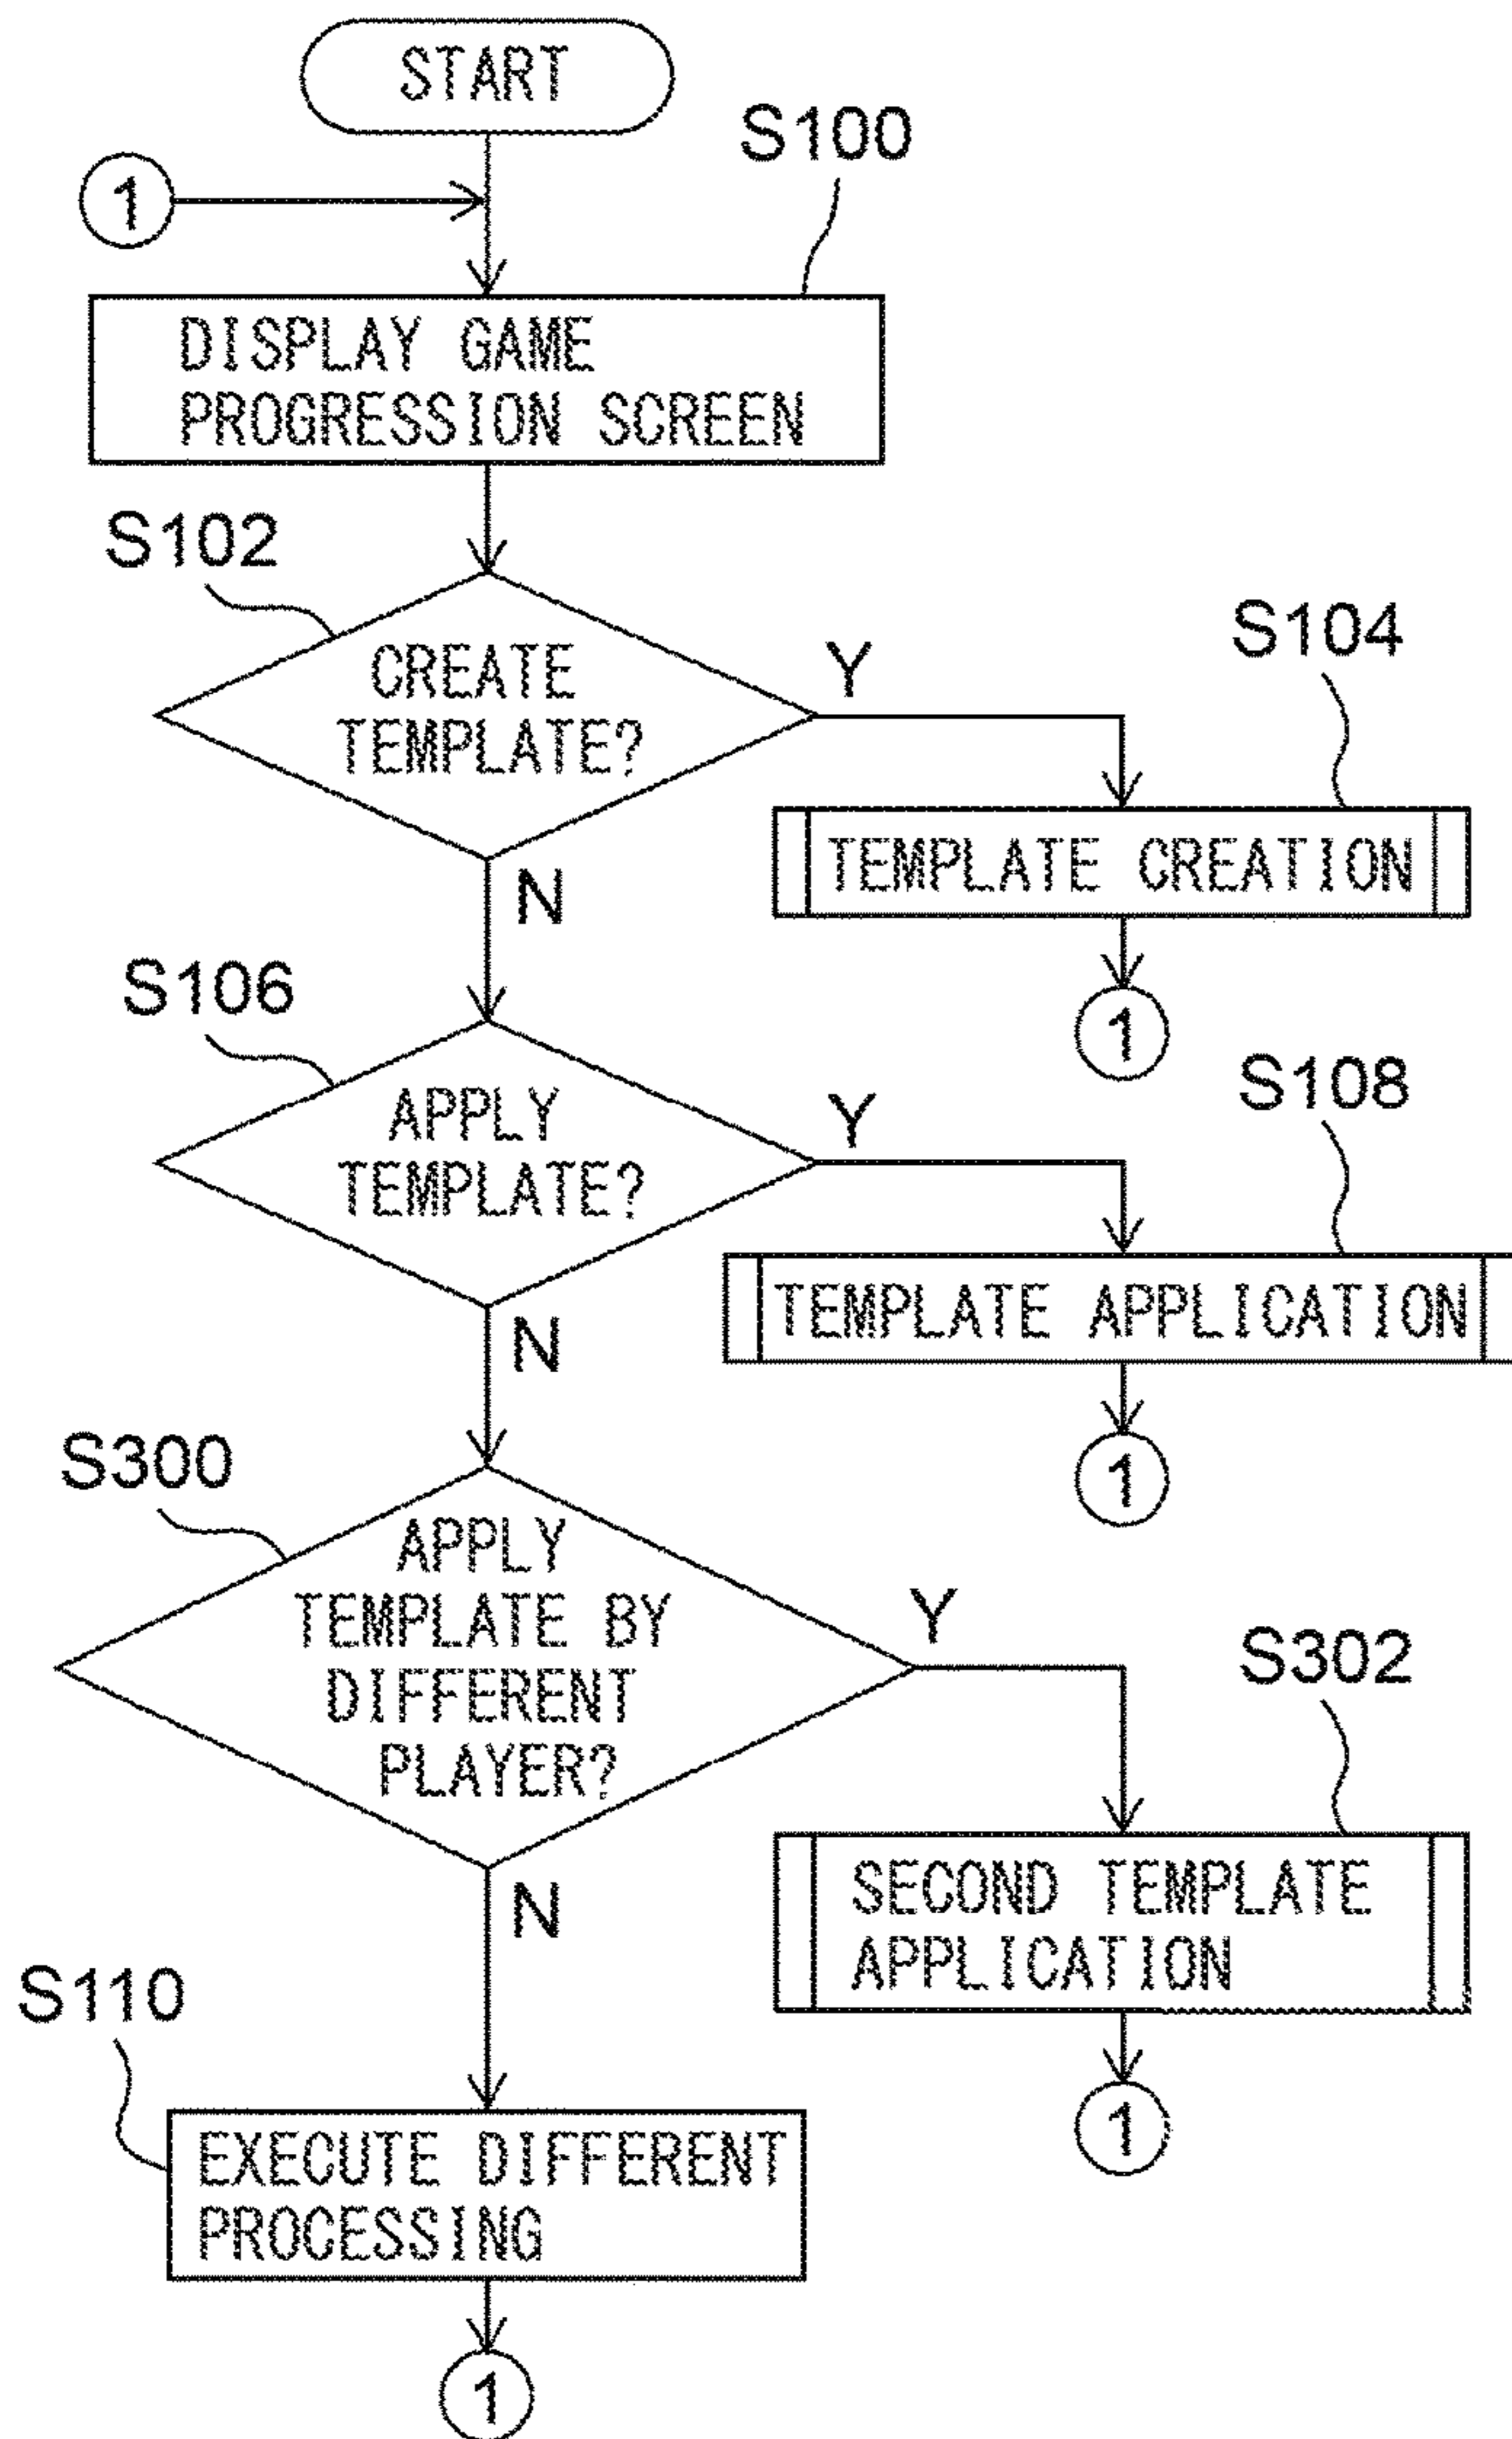 START
S100
1
DISPLAY GAME
PROGRESSION SCREEN
S102
CREATE
TEMPLATE?
Y
S104
TEMPLATE CREATION
N
1
S106
APPLY
TEMPLATE?
Y
S108
TEMPLATE APPLICATION
N
1
S300
APPLY
TEMPLATE BY
DIFFERENT
PLAYER?
Y
S302
SECOND TEMPLATE
APPLICATION
N
1
S110
EXECUTE DIFFERENT
PROCESSING
1